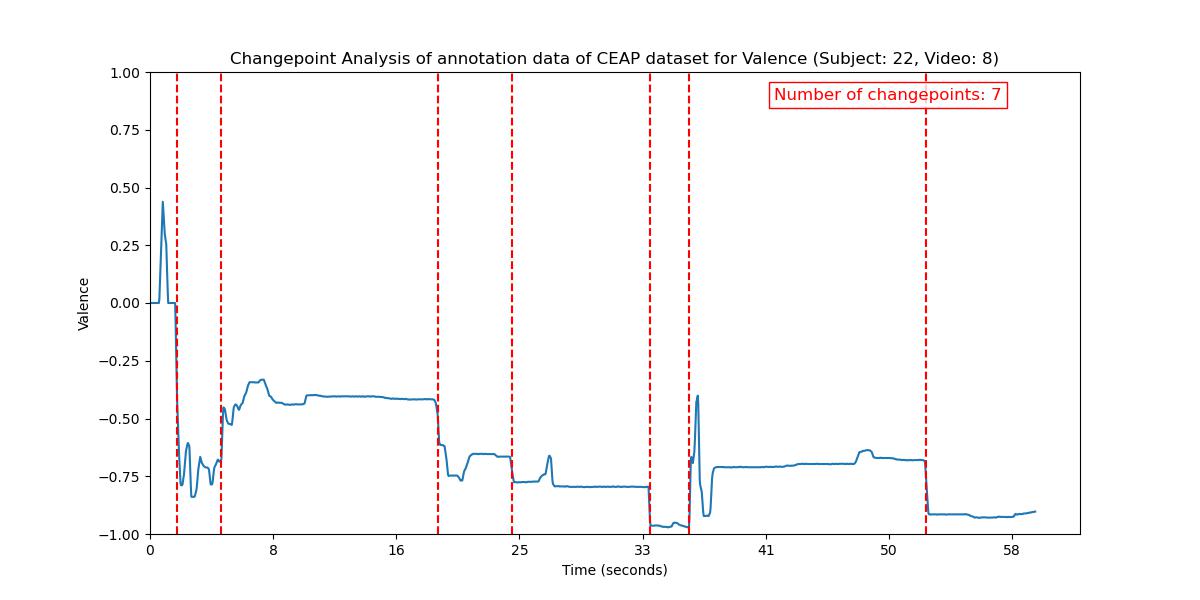 Changepoint Analysis of annotation data of CEAP dataset for Valence (Subject: 22, Video: 8)
Number of changepoints: 7
1.00
0.75
0.50
0.25
0.00
−0.25
−0.50
−0.75
−1.00
Valence
0 8 16 25 33 41 50 58
Time (seconds)